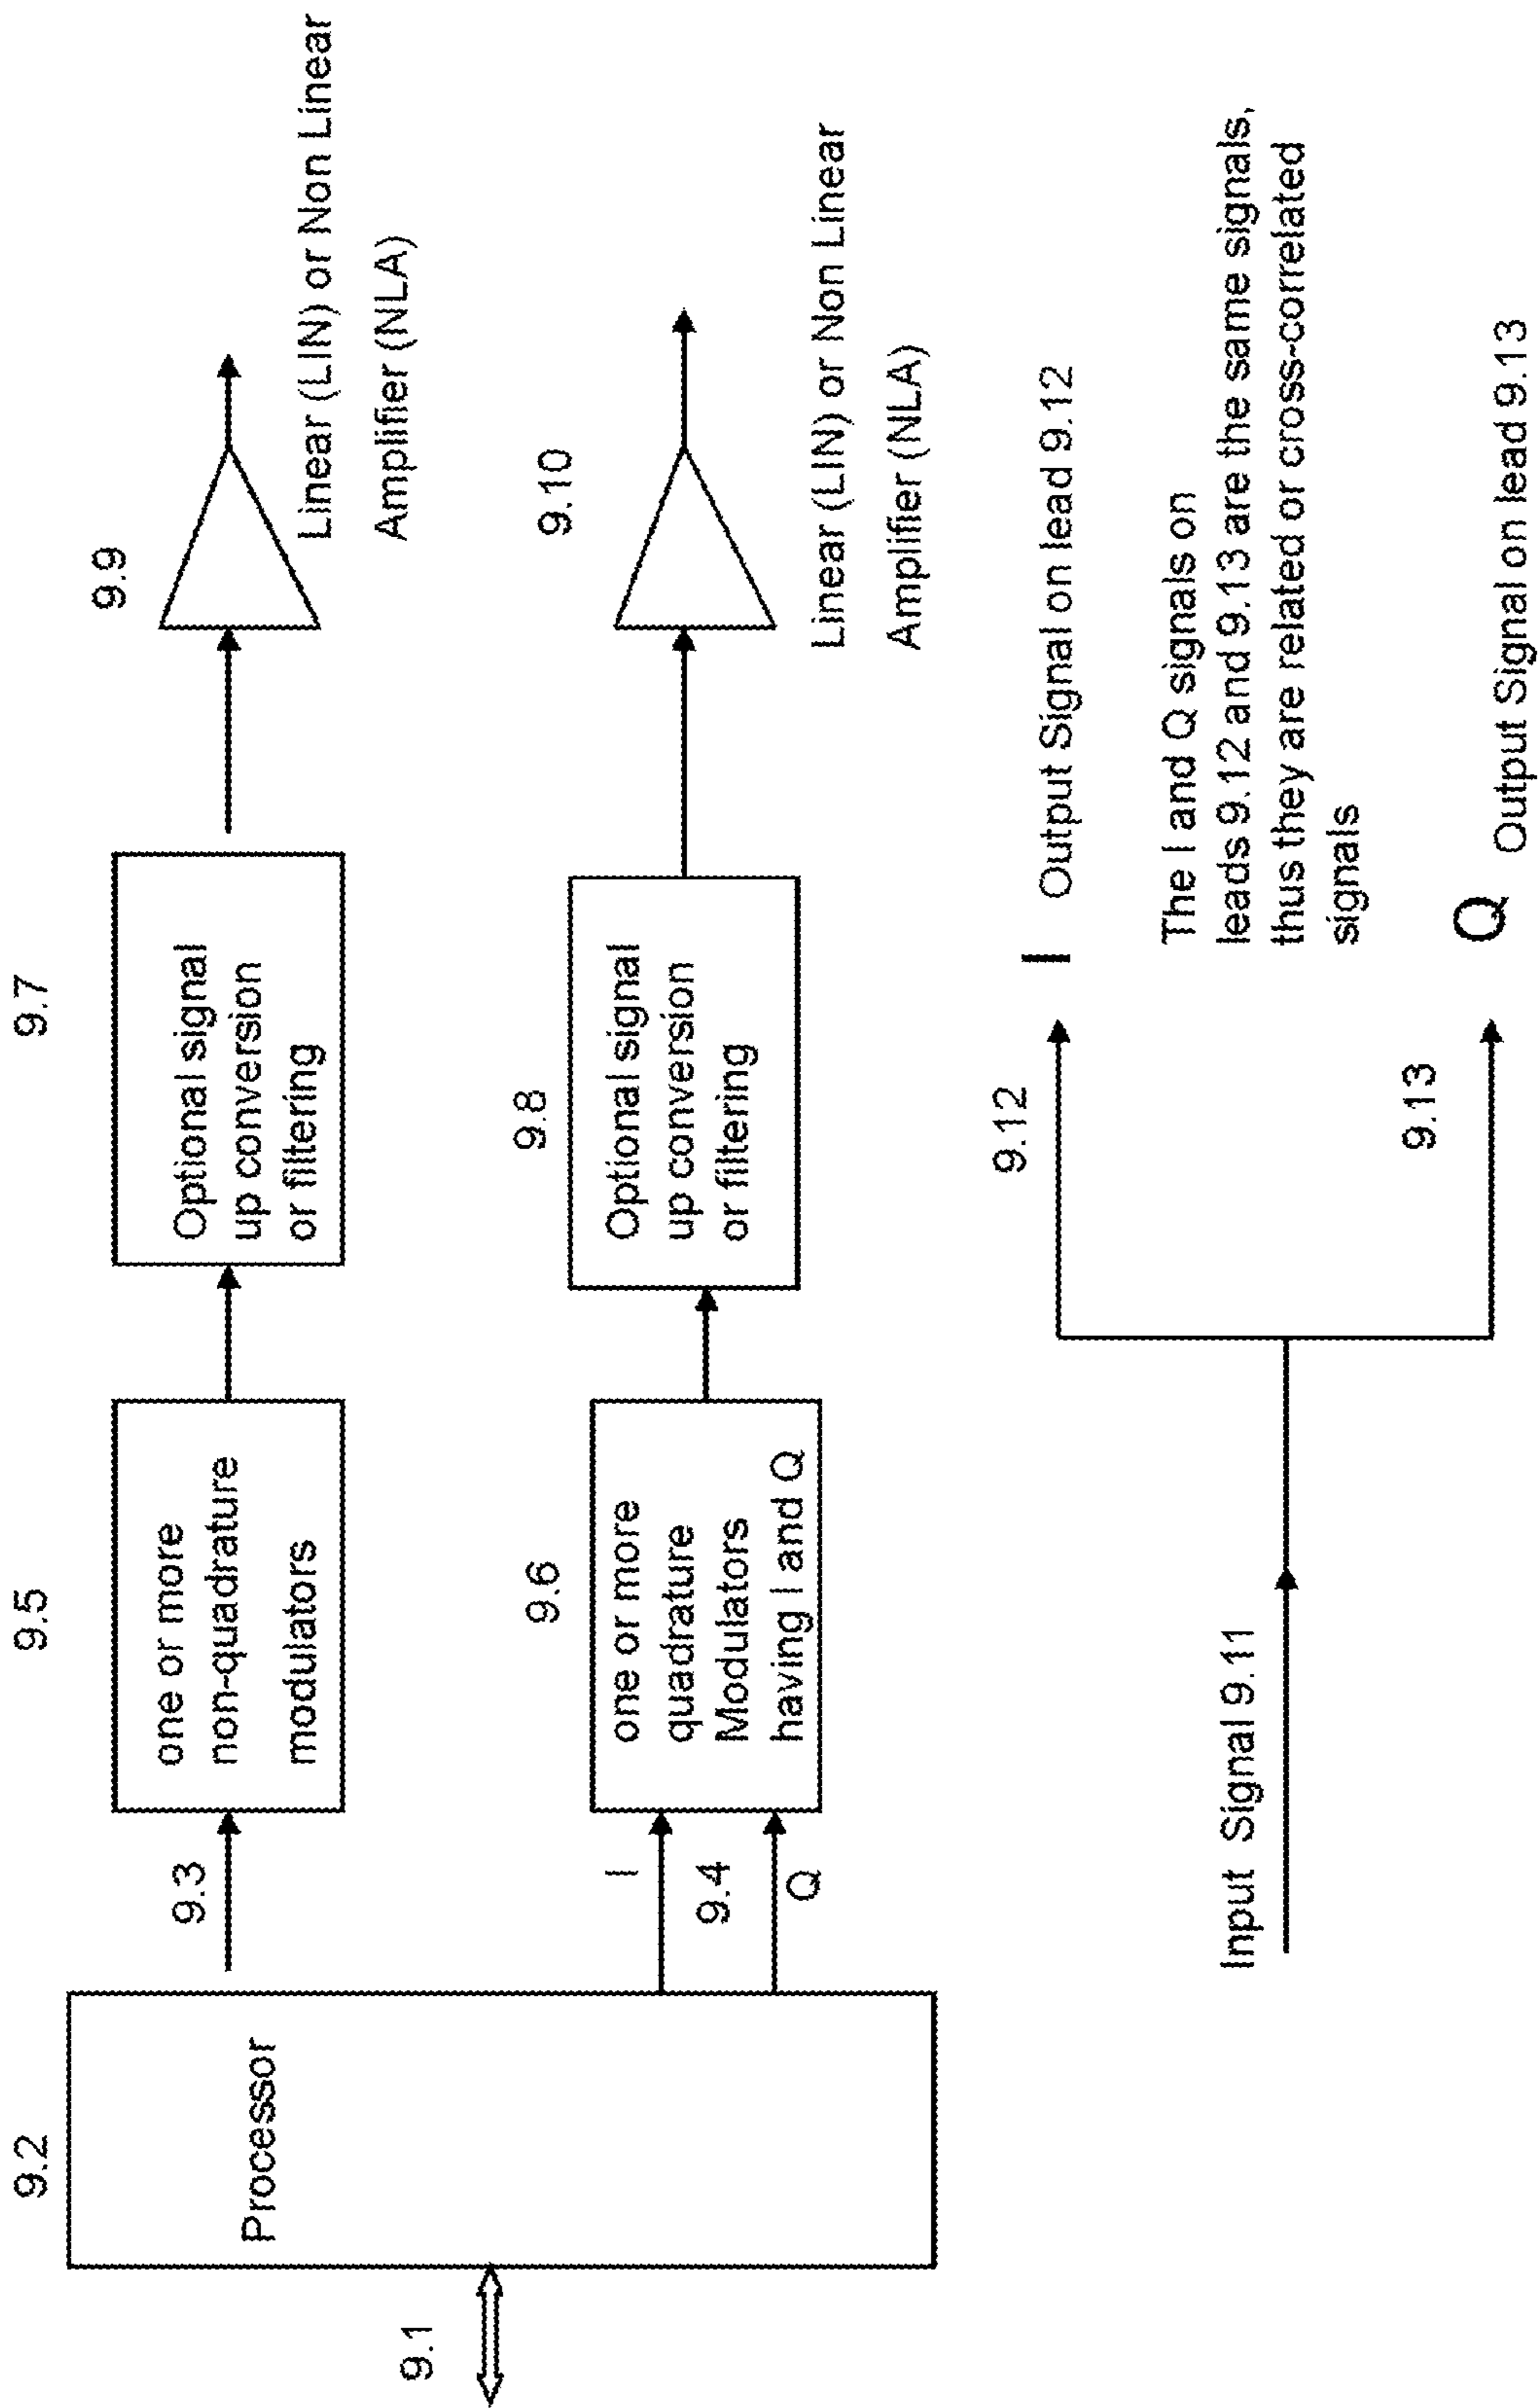 9.1
9.2
Processor
9.3
9.5
one or more
non-quadrature
modulators
9.7
Optional signal
up conversion
or filtering
9.9
Linear (LIN) or Non Linear
Amplifier (NLA)
I
9.4
Q
9.6
one or more
quadrature
Modulators
having I and Q
9.8
Optional signal
up conversion
or filtering
9.10
Linear (LIN) or Non Linear
Amplifier (NLA)
Input Signal 9.11
9.12
I
Output Signal on lead 9.12
The I and Q signals on
leads 9.12 and 9.13 are the same signals,
thus they are related or cross-correlated
signals
9.13
Q
Output Signal on lead 9.13